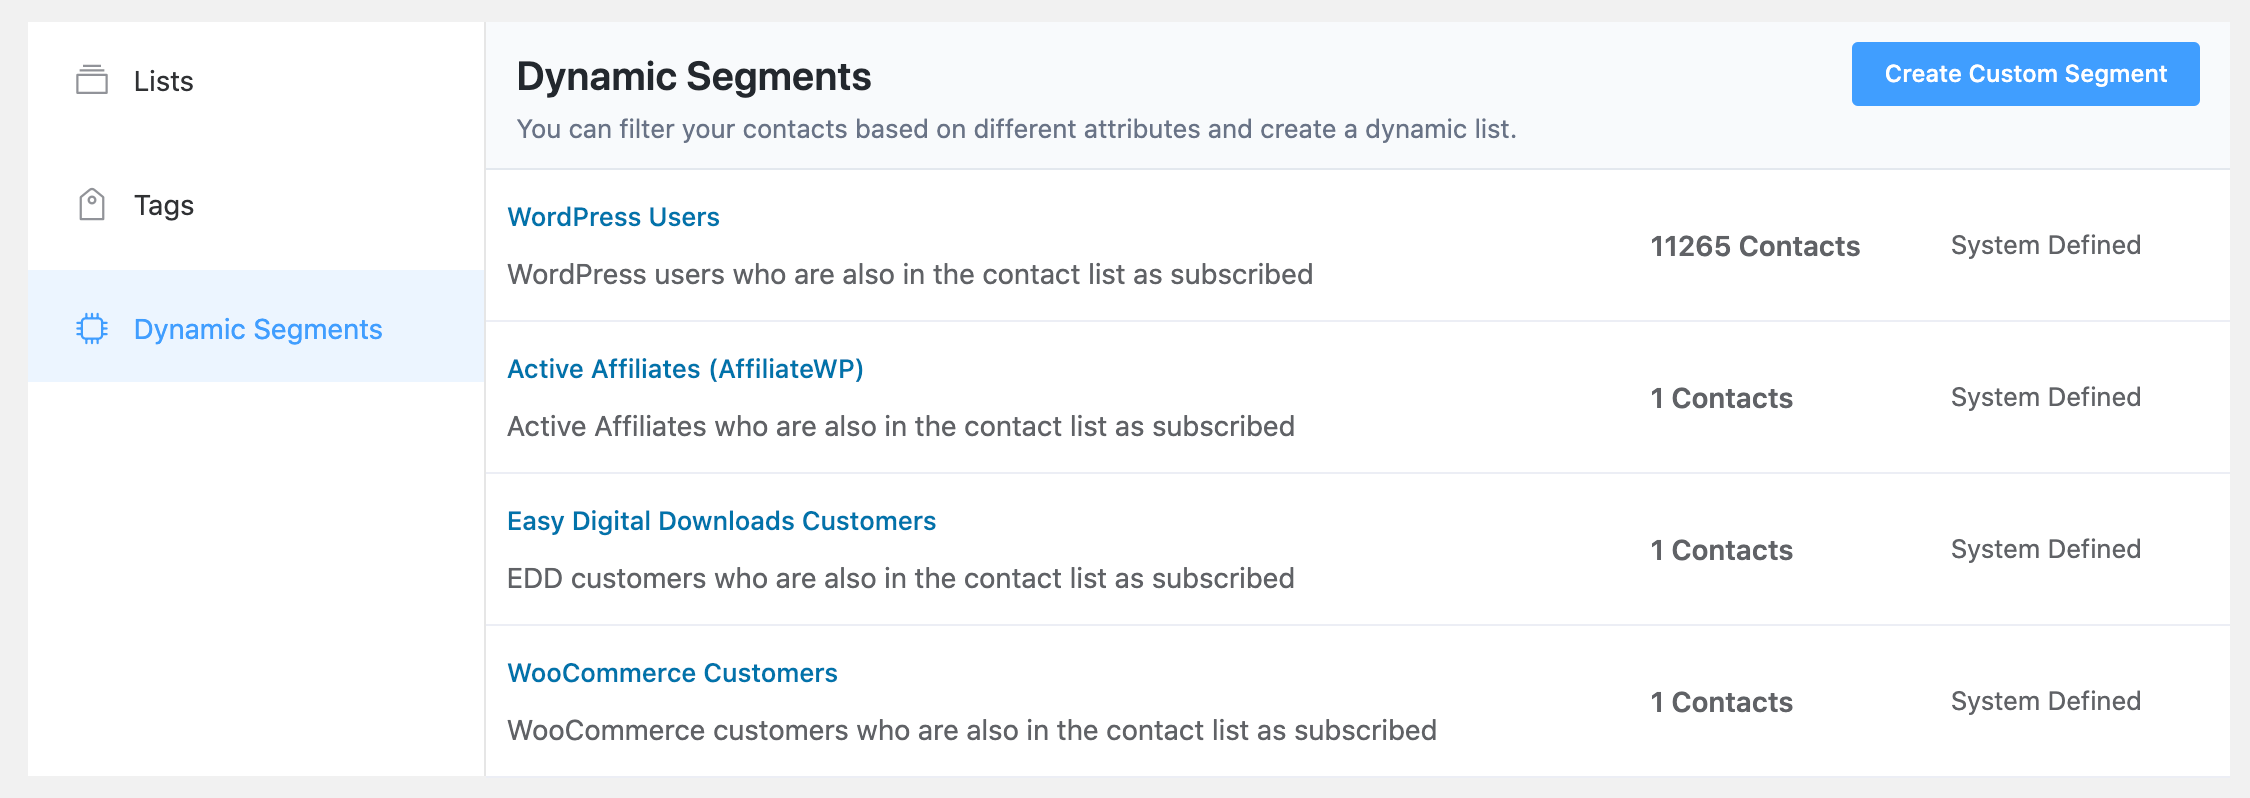 Lists
Tags
Dynamic Segments
Dynamic Segments
You can filter your contacts based on different attributes and create a dynamic list.
Create Custom Segment
WordPress Users
WordPress users who are also in the contact list as subscribed
11265 Contacts
System Defined
Active Affiliates (AffiliateWP)
Active Affiliates who are also in the contact list as subscribed
1 Contacts
System Defined
Easy Digital Downloads Customers
EDD customers who are also in the contact list as subscribed
1 Contacts
System Defined
WooCommerce Customers
WooCommerce customers who are also in the contact list as subscribed
1 Contacts
System Defined